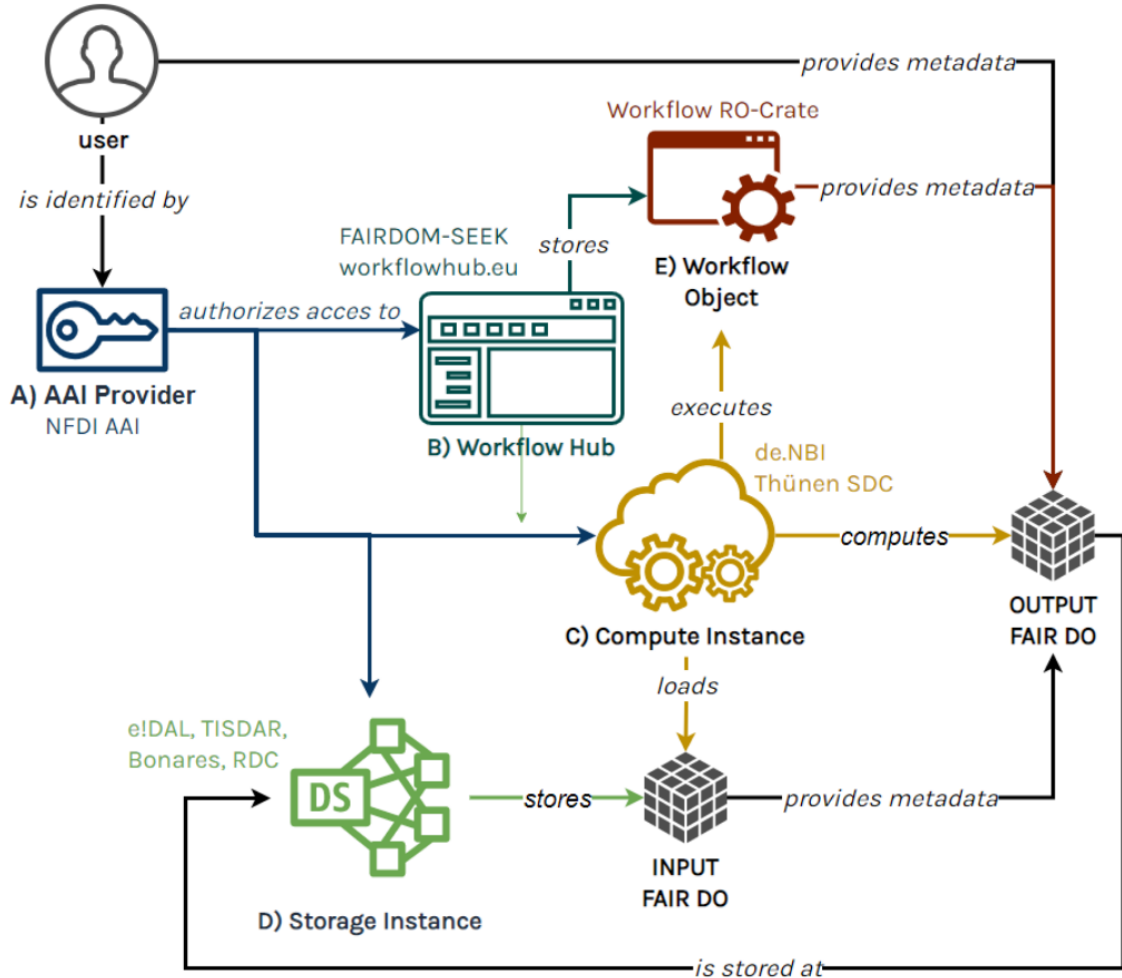 provides metadata
user
Workflow RO-Crate
is identified by
provides metadata
FAIRDOM-SEEK
workflowhub.eu
stores
E) Workflow
Object
authorizes acces to
A) AAI Provider
NFDI AAI
executes
B) Workflow Hub
de.NBI
Thünen SDC
computes
OUTPUT
FAIR DO
C) Compute Instance
loads
e!DAL, TISDAR,
Bonares, RDC
DS
stores
provides metadata
INPUT
FAIR DO
D) Storage Instance
is stored at